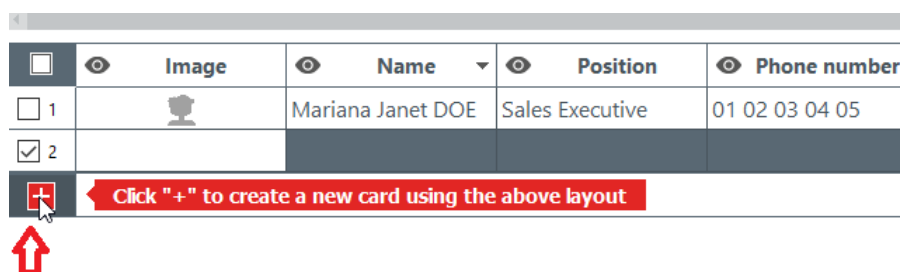 Image Name Position Phone number
1 Mariana Janet DOE Sales Executive 01 02 03 04 05
2
Click "+" to create a new card using the above layout